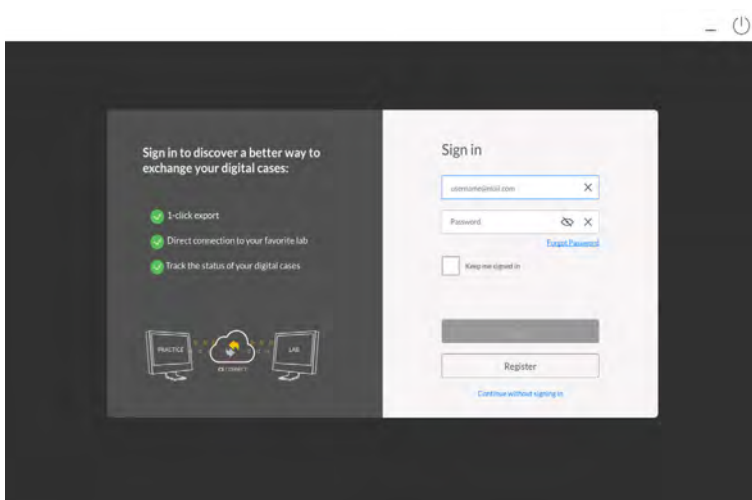 Sign in to discover a better way to
exchange your digital cases:
1-click export
Direct connection to your favorite lab
Track the status of your digital cases
PRACTICE
LAB
CS CONNECT
Sign in
username@mail.com
Password
Forgot Password
Keep me signed in
Register
Continue without signing in